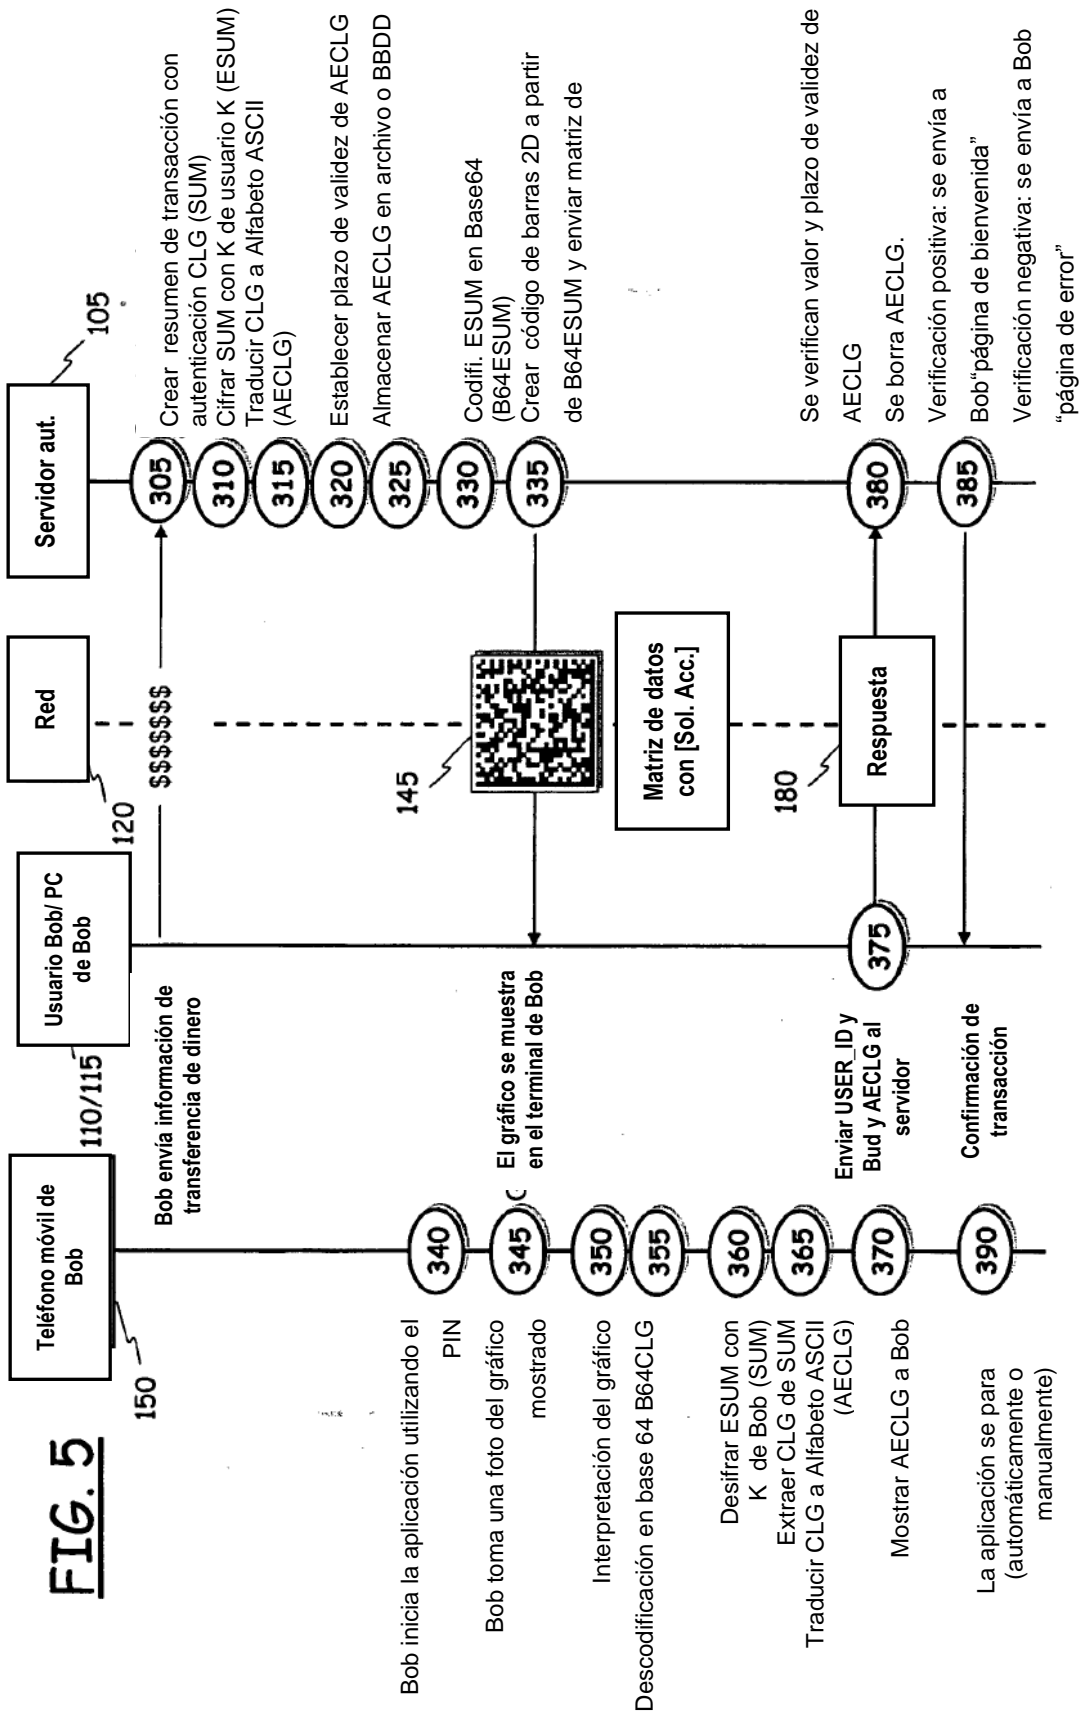 FIG. 5
Teléfono móvil de
Bob
150
Usuario Bob/ PC
de Bob
110/115
Red
120
Servidor aut.
105
Bob envía información de
transferencia de dinero
$$$$$$$
305
Crear resumen de transacción con
autenticación CLG (SUM)
310
Cifrar SUM con K de usuario K (ESUM)
315
Traducir CLG a Alfabeto ASCII
(AECLG)
320
Establecer plazo de validez de AECLG
325
Almacenar AECLG en archivo o BBDD
330
Codifi. ESUM en Base64
(B64ESUM)
335
Crear código de barras 2D a partir
de B64ESUM y enviar matriz de
145
Matriz de datos
con [Sol. Acc.]
El gráfico se muestra
en el terminal de Bob
Bob inicia la aplicación utilizando el
PIN
340
Bob toma una foto del gráfico
mostrado
345
Interpretación del gráfico
350
Descodificación en base 64 B64CLG
355
Desifrar ESUM con
K de Bob (SUM)
360
Extraer CLG de SUM
Traducir CLG a Alfabeto ASCII
(AECLG)
365
Mostrar AECLG a Bob
370
Enviar USER_ID y
Bud y AECLG al
servidor
375
180
Respuesta
380
Se verifican valor y plazo de validez de
AECLG
Se borra AECLG.
385
Verificación positiva: se envía a
Bob“página de bienvenida”
Verificación negativa: se envía a Bob
“página de error”
Confirmación de
transacción
La aplicación se para
(automáticamente o
manualmente)
390